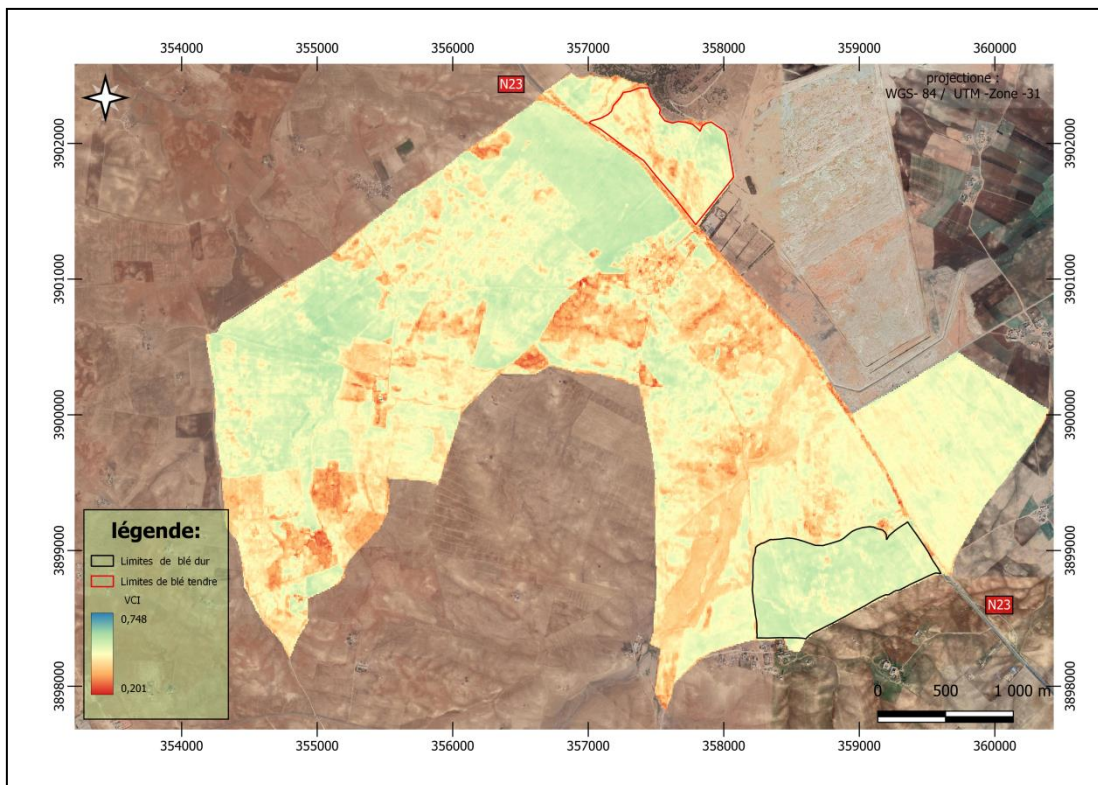 354000 355000 356000 357000 358000 359000 360000
N23
projectione :
WGS- 84 / UTM -Zone -31
3902000 3902000
3901000 3901000
3900000 3900000
3899000 3899000
3898000 3898000
légende:
Limites de blé dur
Limites de blé tendre
VCI
0,748
0,201
N23
0 500 1 000 m
354000 355000 356000 357000 358000 359000 360000